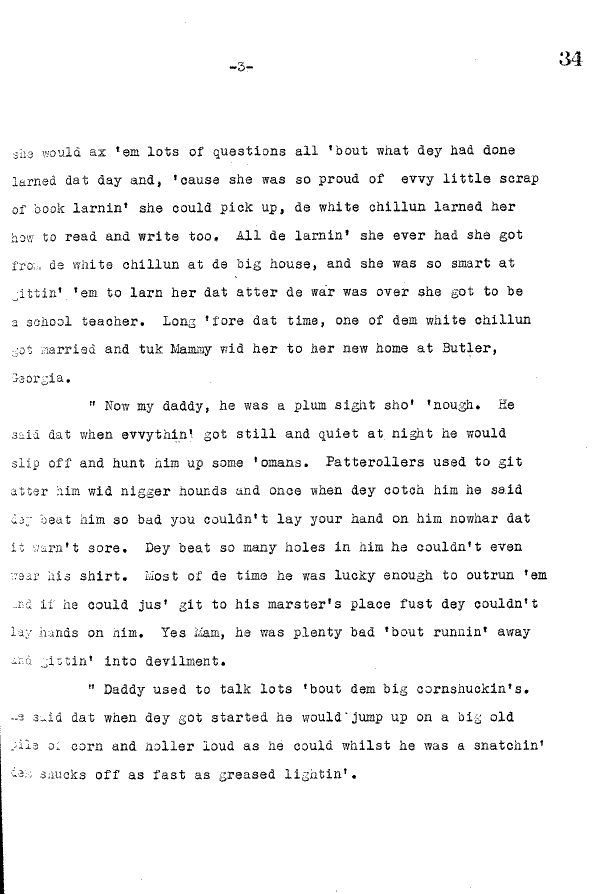 -3-
34
she would ax 'em lots of questions all 'bout what dey had done
larned dat day and, 'cause she was so proud of evvy little scrap
of book larnin' she could pick up, de white chillun larned her
how to read and write too. All de larnin' she ever had she got
from de white chillun at de big house, and she was so smart at
gittin' 'em to larn her dat atter de war was over she got to be
a school teacher. Long 'fore dat time, one of dem white chillun
got married and tuk Mammy wid her to her new home at Butler,
Georgia.
" Now my daddy, he was a plum sight sho' 'nough. He
said dat when evvythin' got still and quiet at night he would
slip off and hunt him up some 'omans. Patterollers used to git
atter him wid nigger hounds and once when dey cotch him he said
dey beat him so bad you couldn't lay your hand on him nowhar dat
it warn't sore. Dey beat so many holes in him he couldn't even
wear his shirt. Most of de time he was lucky enough to outrun 'em
and if he could jus' git to his marster's place fust dey couldn't
lay hands on him. Yes Mam, he was plenty bad 'bout runnin' away
and gittin' into devilment.
" Daddy used to talk lots 'bout dem big cornshuckin's.
He said dat when dey got started he would jump up on a big old
pile of corn and holler loud as he could whilst he was a snatchin'
dem shucks off as fast as greased lightin'.